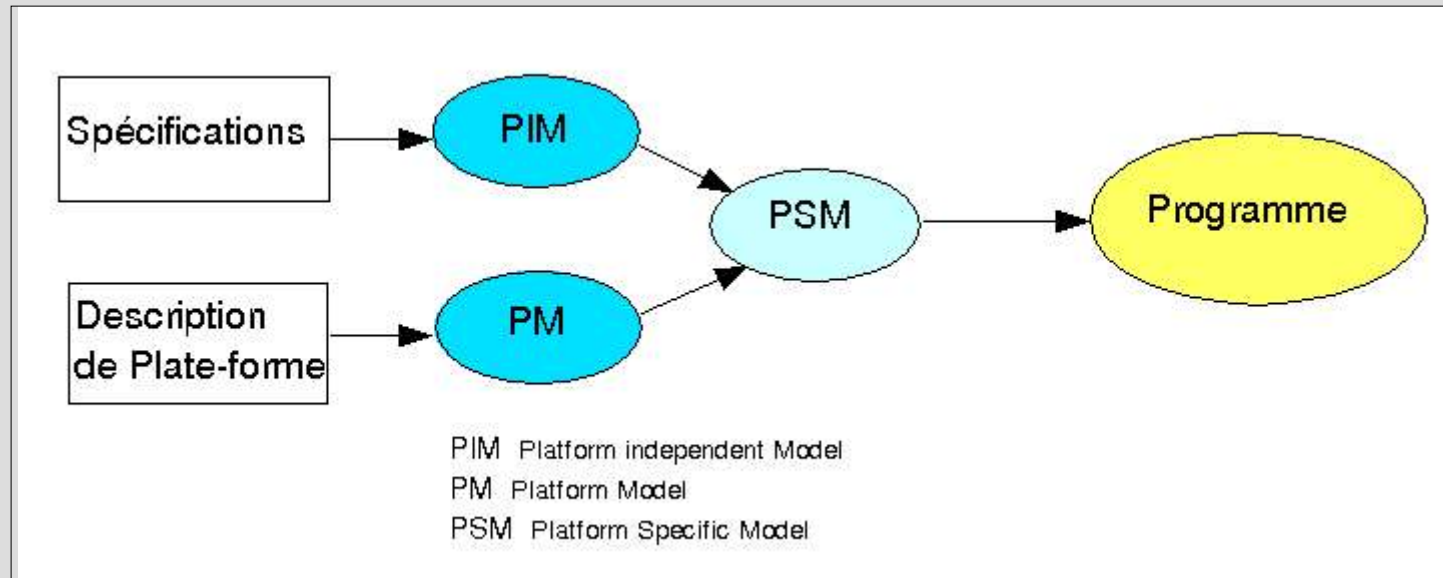 Spécifications
PIM
PSM
Programme
Description
de Plate-forme
PM
PIM Platform independent Model
PM Platform Model
PSM Platform Specific Model